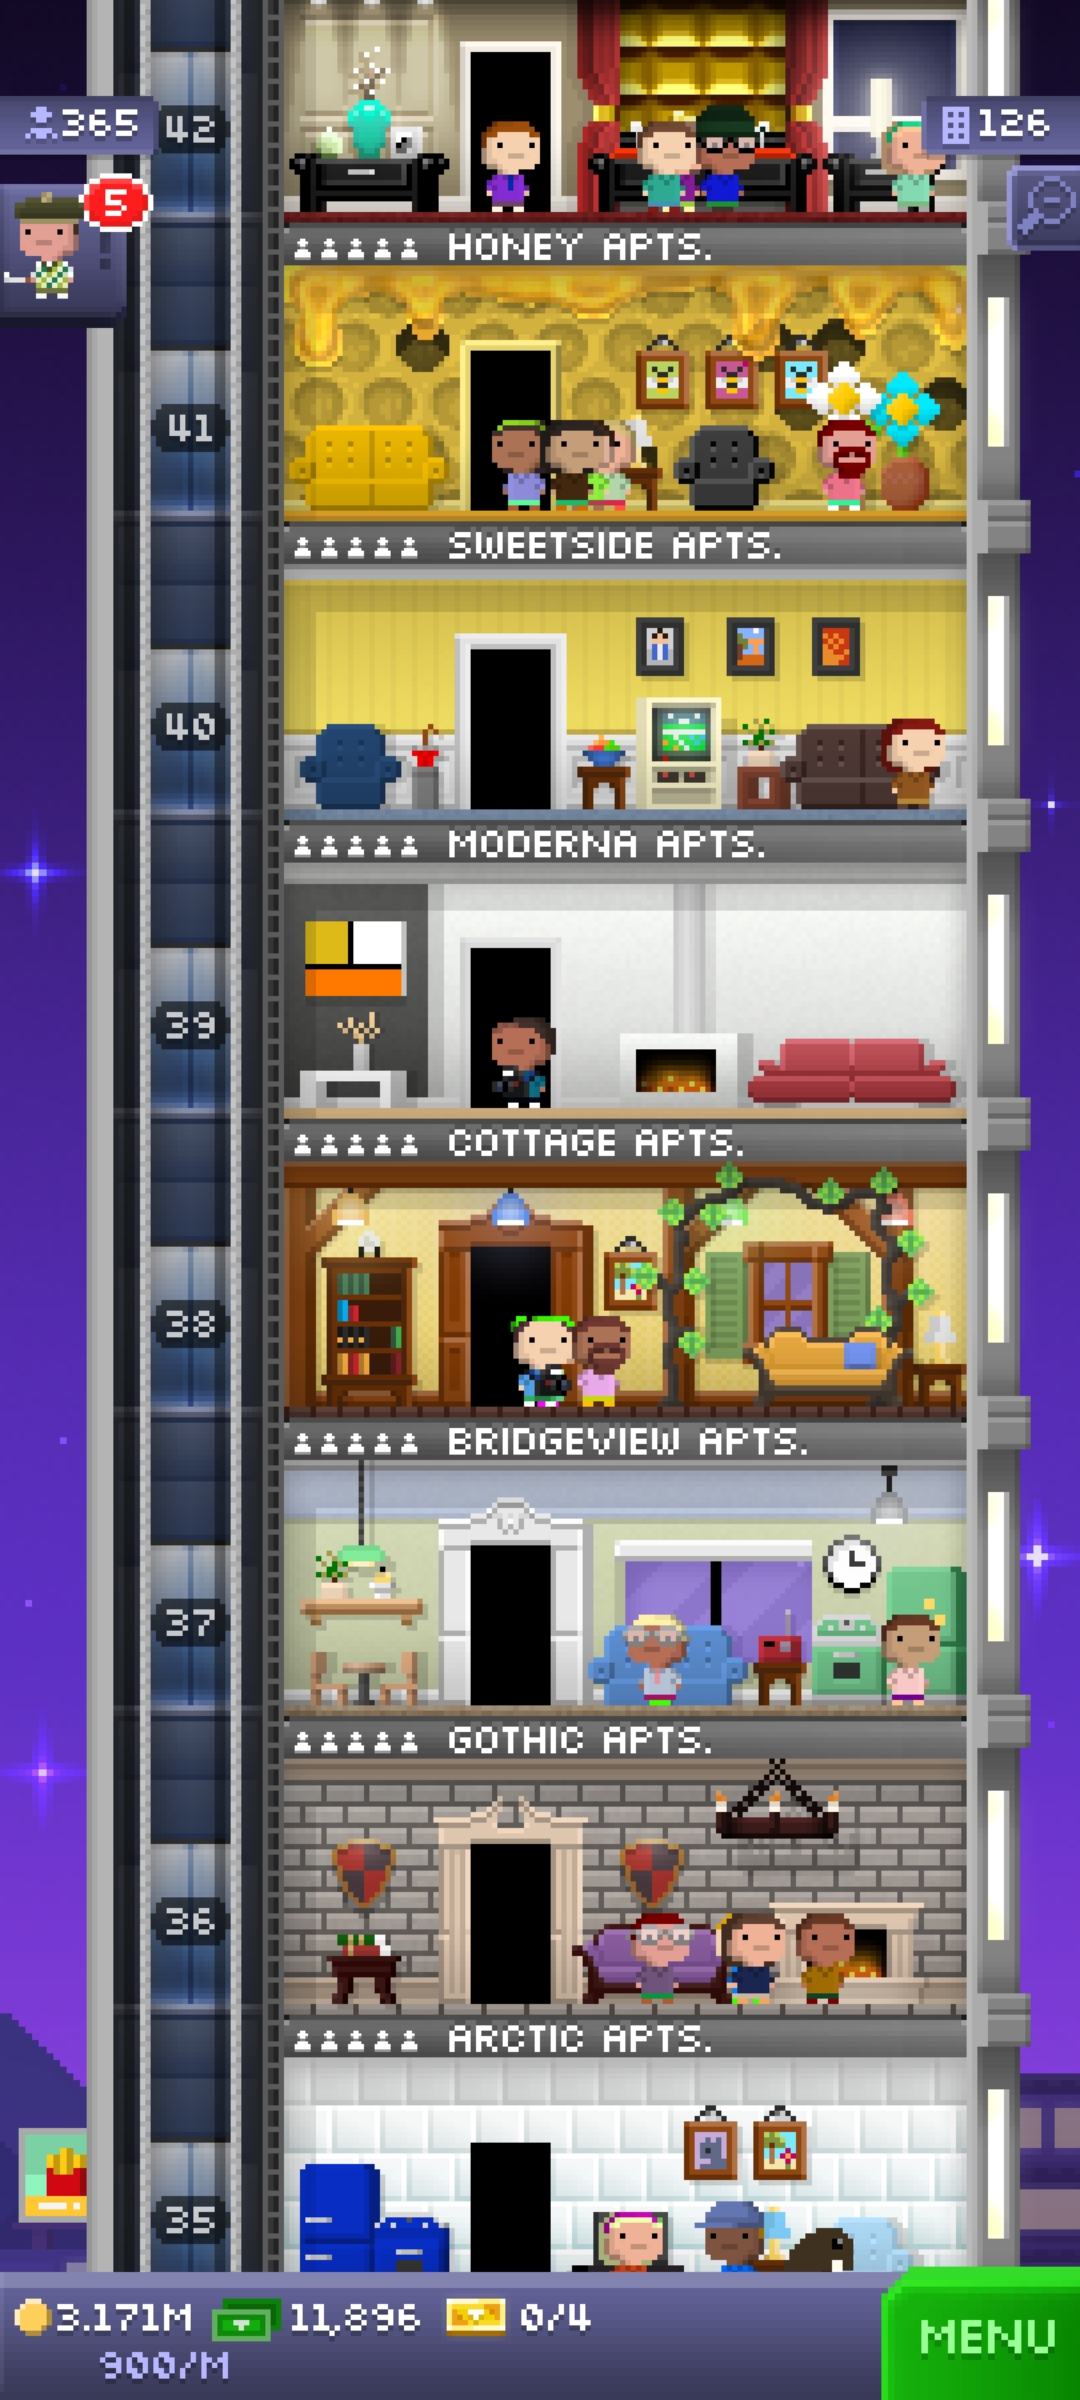 365
42
126
5
HONEY APTS.
41
SWEETSIDE APTS.
40
MODERNA APTS.
39
COTTAGE APTS.
38
BRIDGEVIEW APTS.
37
GOTHIC APTS.
36
ARCTIC APTS.
35
3.171M 11,896 0/4
900/M
MENU